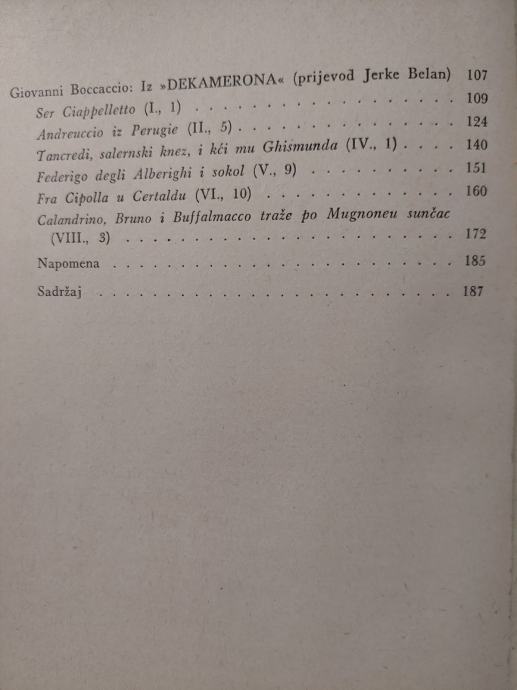 Giovanni Boccaccio: Iz »DEKAMERONA« (prijevod Jerke Belan) 107
Ser Ciappelletto (I., 1) . . . . . . . . . . . . . . . . 109
Andreuccio iz Perugie (II., 5) . . . . . . . . . . . . . 124
Tancredi, salernski knez, i kći mu Ghismunda (IV., 1) . . . . 140
Federigo degli Alberighi i sokol (V., 9) . . . . . . . . . 151
Fra Cipolla u Certaldu (VI., 10) . . . . . . . . . . . . 160
Calandrino, Bruno i Buffalmacco traže po Mugnoneu sunčac
(VIII., 3) . . . . . . . . . . . . . . . . . . . . 172
Napomena . . . . . . . . . . . . . . . . . . . . . 185
Sadržaj . . . . . . . . . . . . . . . . . . . . . . 187